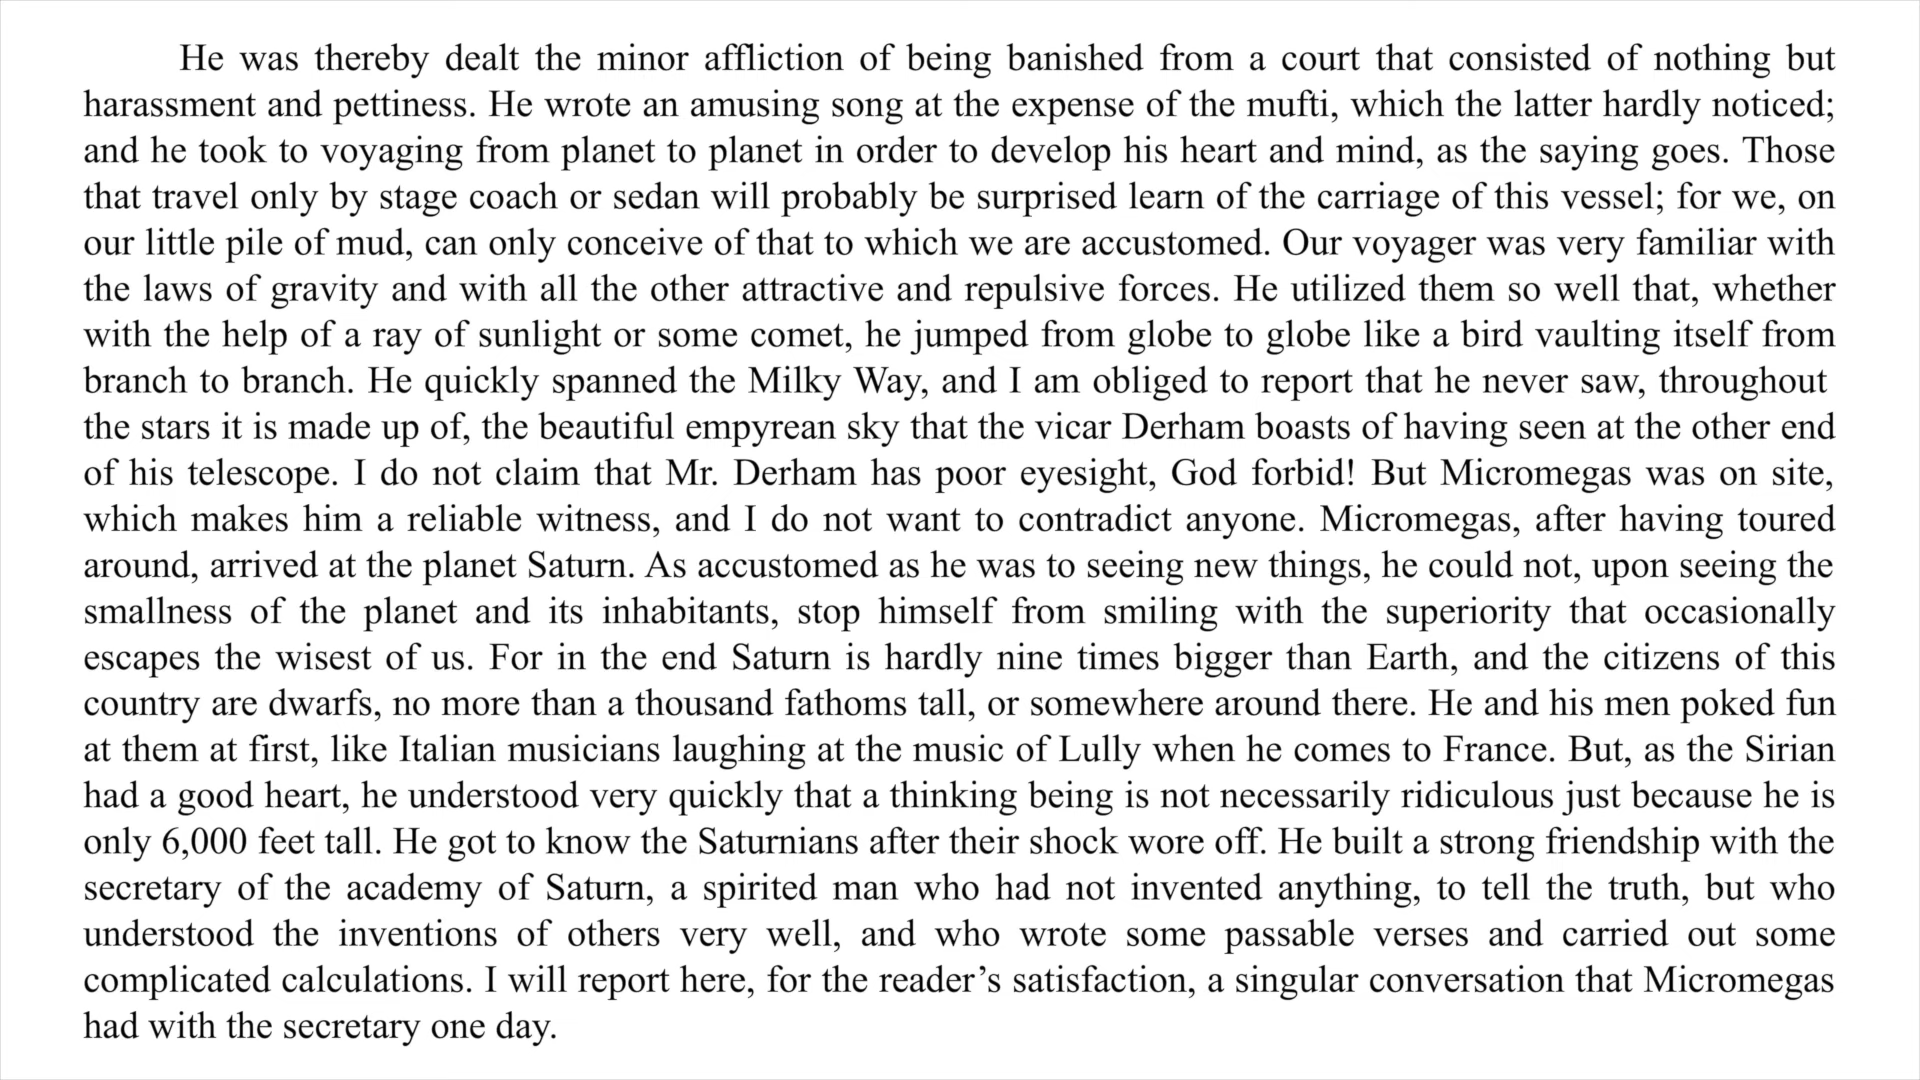 He was thereby dealt the minor affliction of being banished from a court that consisted of nothing but
harassment and pettiness. He wrote an amusing song at the expense of the mufti, which the latter hardly noticed;
and he took to voyaging from planet to planet in order to develop his heart and mind, as the saying goes. Those
that travel only by stage coach or sedan will probably be surprised learn of the carriage of this vessel; for we, on
our little pile of mud, can only conceive of that to which we are accustomed. Our voyager was very familiar with
the laws of gravity and with all the other attractive and repulsive forces. He utilized them so well that, whether
with the help of a ray of sunlight or some comet, he jumped from globe to globe like a bird vaulting itself from
branch to branch. He quickly spanned the Milky Way, and I am obliged to report that he never saw, throughout
the stars it is made up of, the beautiful empyrean sky that the vicar Derham boasts of having seen at the other end
of his telescope. I do not claim that Mr. Derham has poor eyesight, God forbid! But Micromegas was on site,
which makes him a reliable witness, and I do not want to contradict anyone. Micromegas, after having toured
around, arrived at the planet Saturn. As accustomed as he was to seeing new things, he could not, upon seeing the
smallness of the planet and its inhabitants, stop himself from smiling with the superiority that occasionally
escapes the wisest of us. For in the end Saturn is hardly nine times bigger than Earth, and the citizens of this
country are dwarfs, no more than a thousand fathoms tall, or somewhere around there. He and his men poked fun
at them at first, like Italian musicians laughing at the music of Lully when he comes to France. But, as the Sirian
had a good heart, he understood very quickly that a thinking being is not necessarily ridiculous just because he is
only 6,000 feet tall. He got to know the Saturnians after their shock wore off. He built a strong friendship with the
secretary of the academy of Saturn, a spirited man who had not invented anything, to tell the truth, but who
understood the inventions of others very well, and who wrote some passable verses and carried out some
complicated calculations. I will report here, for the reader’s satisfaction, a singular conversation that Micromegas
had with the secretary one day.